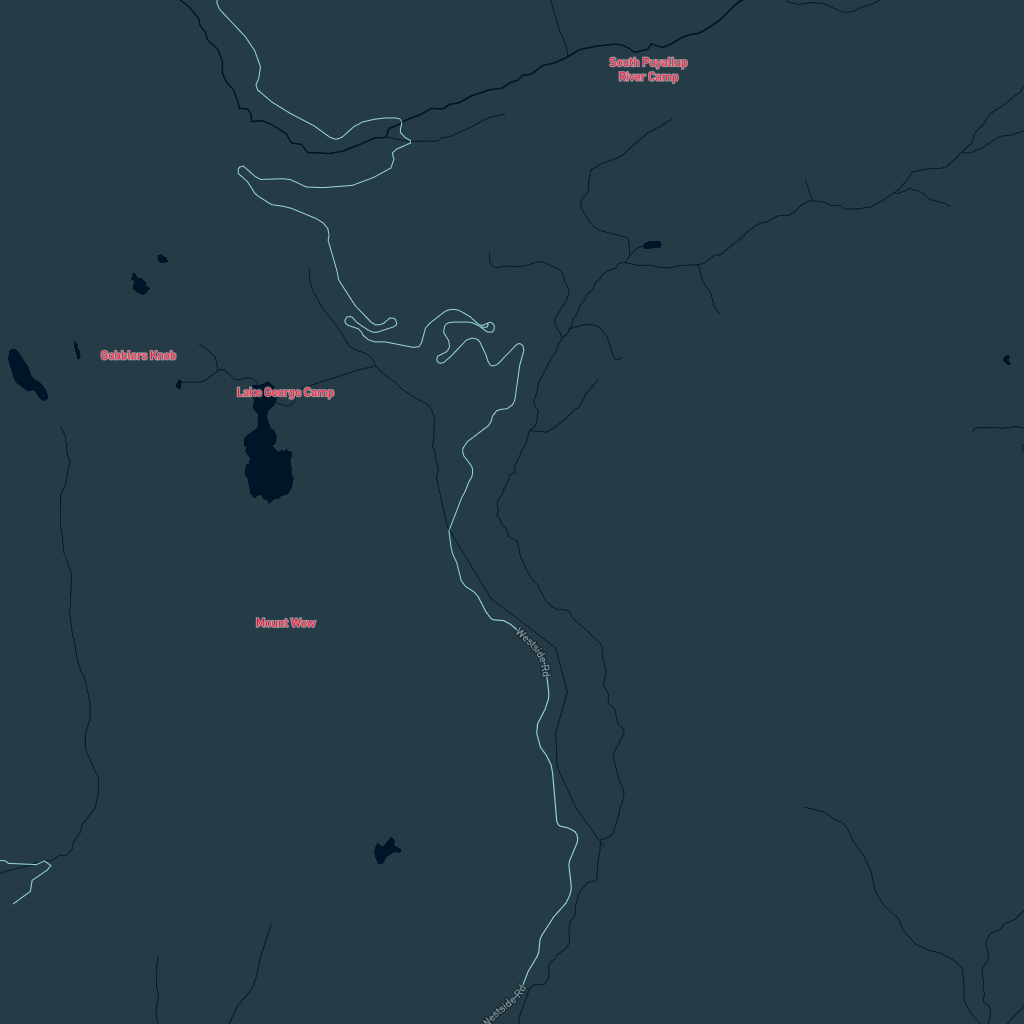 South Puyallup
River Camp
Gobblers Knob
Lake George Camp
Mount Wow
Westside Rd
Westside Rd